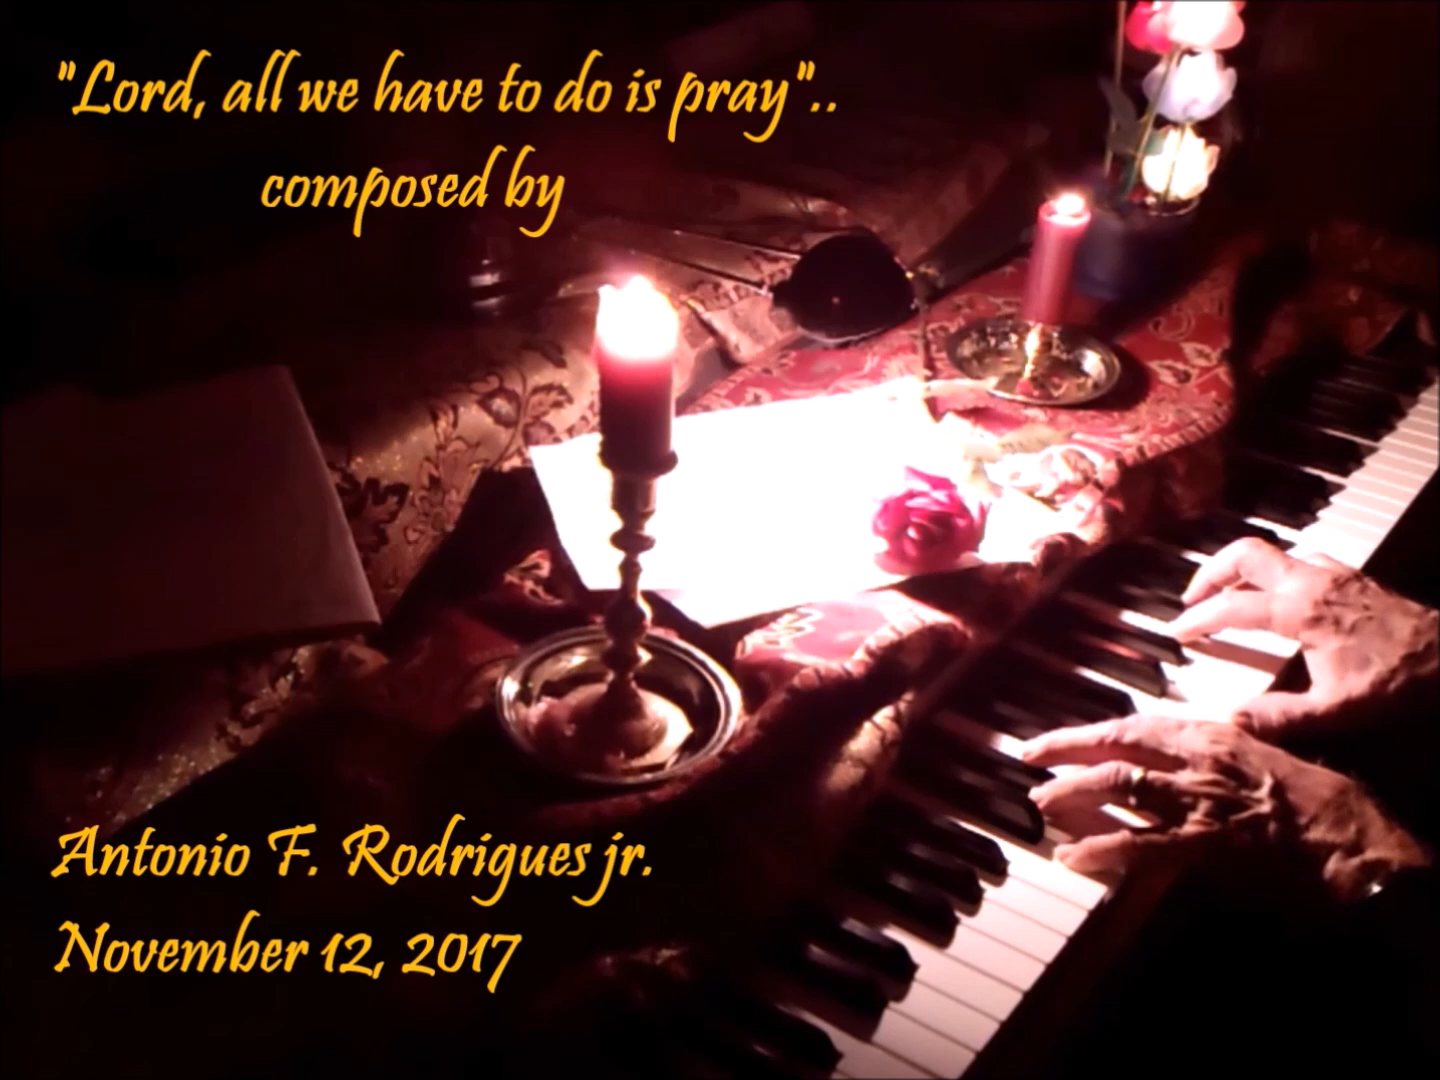 "Lord, all we have to do is pray"..
composed by
Antonio F. Rodrigues jr.
November 12, 2017